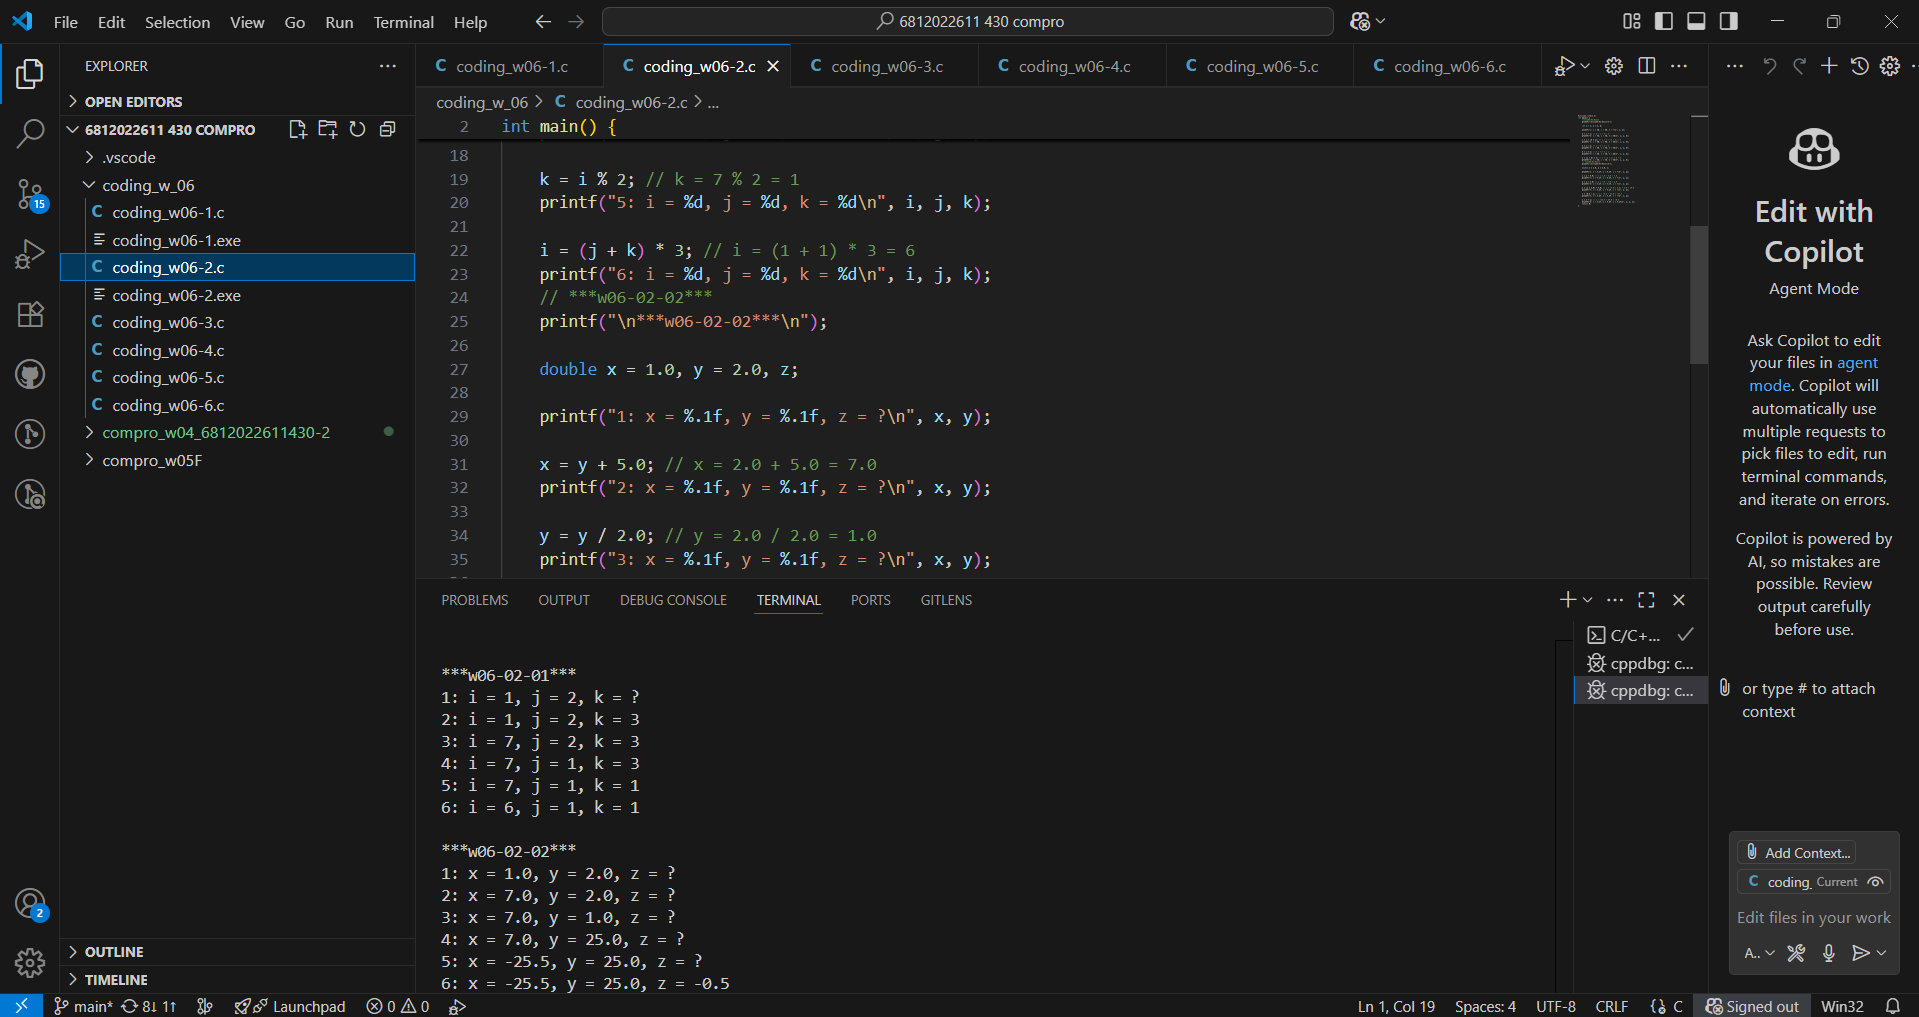 File Edit Selection View Go Run Terminal Help
6812022611 430 compro
EXPLORER
OPEN EDITORS
6812022611 430 COMPRO
.vscode
coding_w_06
C coding_w06-1.c
coding_w06-1.exe
C coding_w06-2.c
coding_w06-2.exe
C coding_w06-3.c
C coding_w06-4.c
C coding_w06-5.c
C coding_w06-6.c
compro_w04_6812022611430-2
compro_w05F
OUTLINE
TIMELINE
15
2
C coding_w06-1.c C coding_w06-2.c C coding_w06-3.c C coding_w06-4.c C coding_w06-5.c C coding_w06-6.c
coding_w_06 > C coding_w06-2.c > ...
2 int main() {
18
19 k = i % 2; // k = 7 % 2 = 1
20 printf("5: i = %d, j = %d, k = %d\n", i, j, k);
21
22 i = (j + k) * 3; // i = (1 + 1) * 3 = 6
23 printf("6: i = %d, j = %d, k = %d\n", i, j, k);
24 // ***w06-02-02***
25 printf("\n***w06-02-02***\n");
26
27 double x = 1.0, y = 2.0, z;
28
29 printf("1: x = %.1f, y = %.1f, z = ?\n", x, y);
30
31 x = y + 5.0; // x = 2.0 + 5.0 = 7.0
32 printf("2: x = %.1f, y = %.1f, z = ?\n", x, y);
33
34 y = y / 2.0; // y = 2.0 / 2.0 = 1.0
35 printf("3: x = %.1f, y = %.1f, z = ?\n", x, y);
PROBLEMS OUTPUT DEBUG CONSOLE TERMINAL PORTS GITLENS
***w06-02-01***
1: i = 1, j = 2, k = ?
2: i = 1, j = 2, k = 3
3: i = 7, j = 2, k = 3
4: i = 7, j = 1, k = 3
5: i = 7, j = 1, k = 1
6: i = 6, j = 1, k = 1
***w06-02-02***
1: x = 1.0, y = 2.0, z = ?
2: x = 7.0, y = 2.0, z = ?
3: x = 7.0, y = 1.0, z = ?
4: x = 7.0, y = 25.0, z = ?
5: x = -25.5, y = 25.0, z = ?
6: x = -25.5, y = 25.0, z = -0.5
C/C+...
cppdbg: c...
cppdbg: c...
Edit with
Copilot
Agent Mode
Ask Copilot to edit
your files in agent
mode. Copilot will
automatically use
multiple requests to
pick files to edit, run
terminal commands,
and iterate on errors.
Copilot is powered by
AI, so mistakes are
possible. Review
output carefully
before use.
or type # to attach
context
Add Context...
C coding_ Current
Edit files in your work
A..
main* 8↓ 1↑ Launchpad 0 0 Ln 1, Col 19 Spaces: 4 UTF-8 CRLF C Signed out Win32